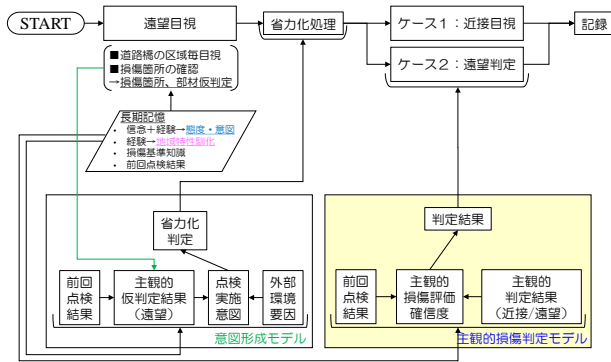 START
遠望目視
省力化処理
ケース1：近接目視
記録
ケース2：遠望判定
■道路橋の区域毎目視
■損傷箇所の確認
→損傷箇所、部材仮判定
長期記憶
・ 信念＋経験→態度・意図
・ 経験→地域特性馴化
・ 損傷基準知識
・ 前回点検結果
省力化
判定
判定結果
前回
点検
結果
主観的
仮判定結果
（遠望）
点検
実施
意図
外部
環境
要因
意図形成モデル
前回
点検
結果
主観的
損傷評価
確信度
主観的
判定結果
（近接/遠望）
主観的損傷判定モデル